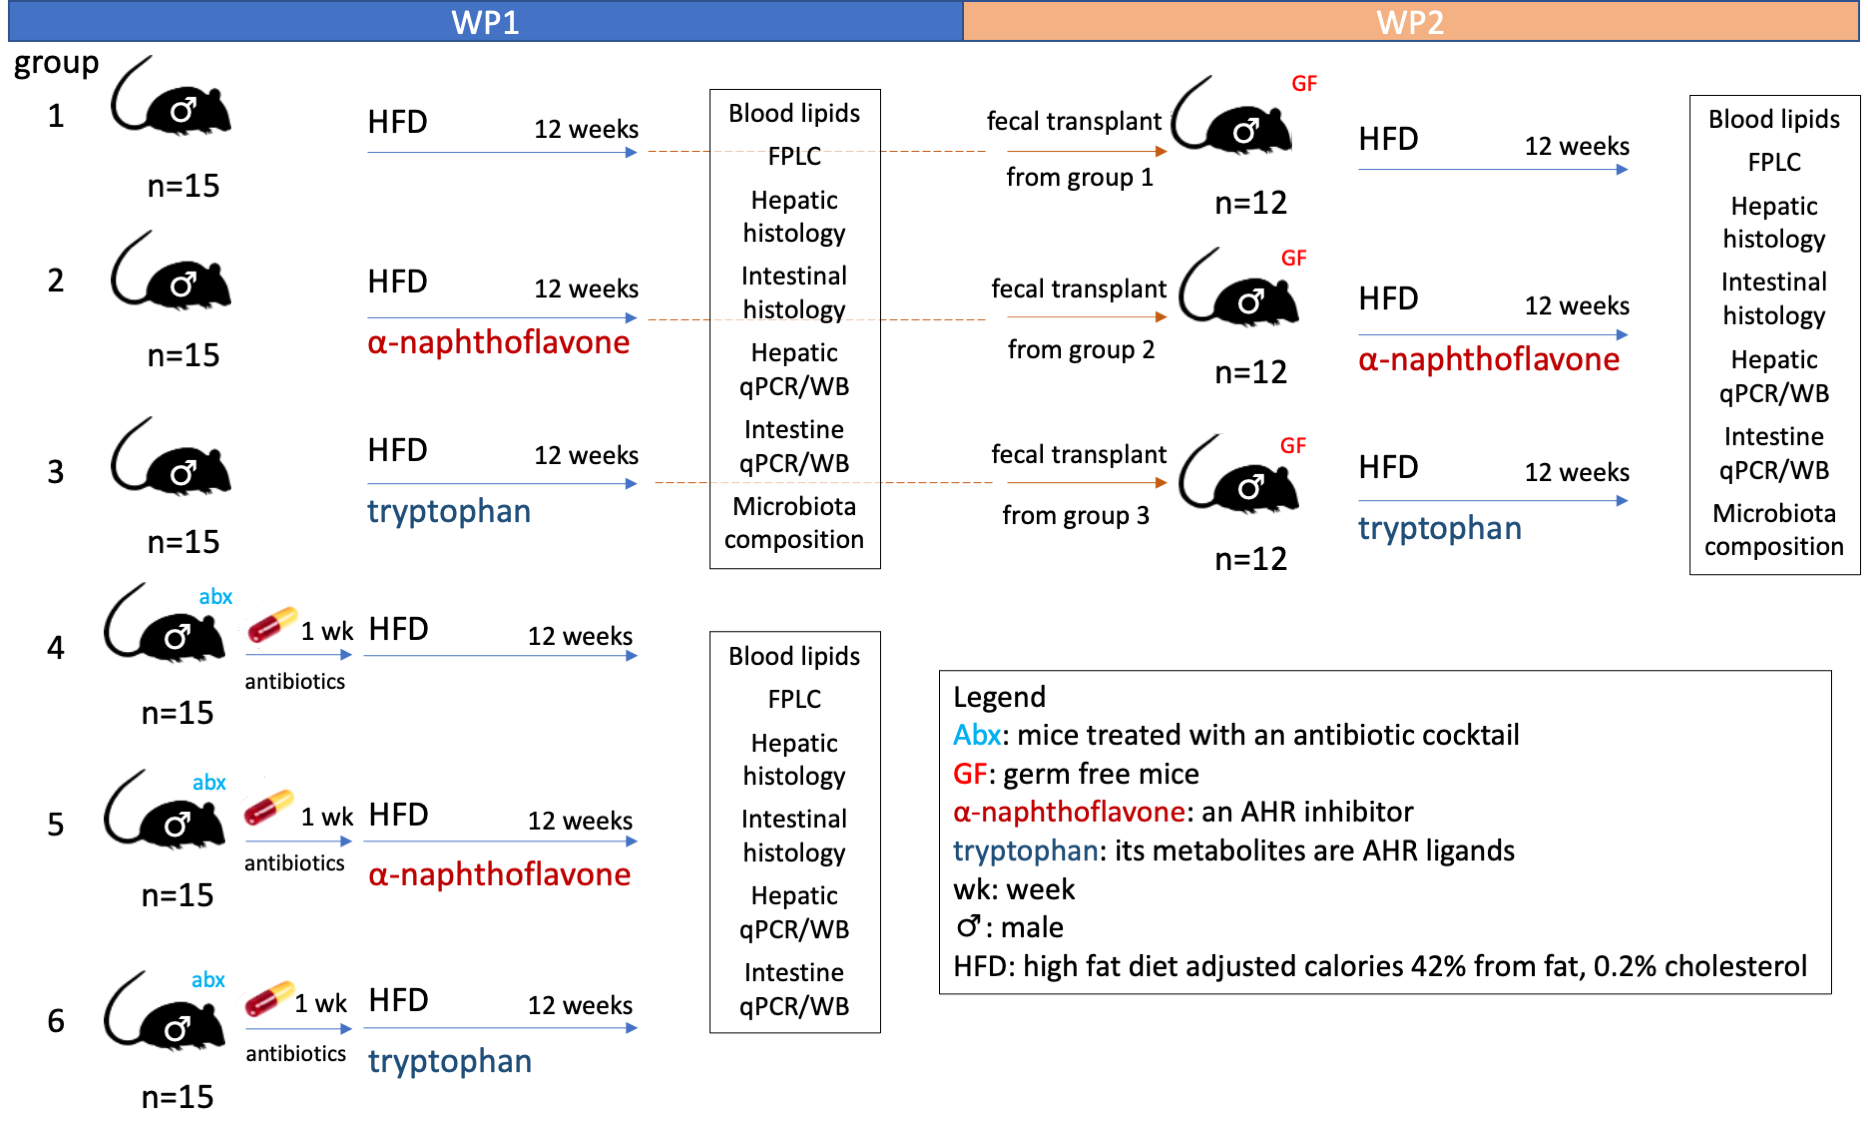 WP1
WP2
group
1
♂
n=15
HFD
12 weeks
2
♂
n=15
HFD
12 weeks
α-naphthoflavone
3
♂
n=15
HFD
12 weeks
tryptophan
Blood lipids
FPLC
Hepatic
histology
Intestinal
histology
Hepatic
qPCR/WB
Intestine
qPCR/WB
Microbiota
composition
fecal transplant
from group 1
GF
♂
n=12
HFD
12 weeks
fecal transplant
from group 2
GF
♂
n=12
HFD
12 weeks
α-naphthoflavone
fecal transplant
from group 3
GF
♂
n=12
HFD
12 weeks
tryptophan
Blood lipids
FPLC
Hepatic
histology
Intestinal
histology
Hepatic
qPCR/WB
Intestine
qPCR/WB
Microbiota
composition
4
abx
♂
n=15
1 wk
antibiotics
HFD
12 weeks
5
abx
♂
n=15
1 wk
antibiotics
HFD
12 weeks
α-naphthoflavone
6
abx
♂
n=15
1 wk
antibiotics
HFD
12 weeks
tryptophan
Blood lipids
FPLC
Hepatic
histology
Intestinal
histology
Hepatic
qPCR/WB
Intestine
qPCR/WB
Legend
Abx: mice treated with an antibiotic cocktail
GF: germ free mice
α-naphthoflavone: an AHR inhibitor
tryptophan: its metabolites are AHR ligands
wk: week
♂: male
HFD: high fat diet adjusted calories 42% from fat, 0.2% cholesterol